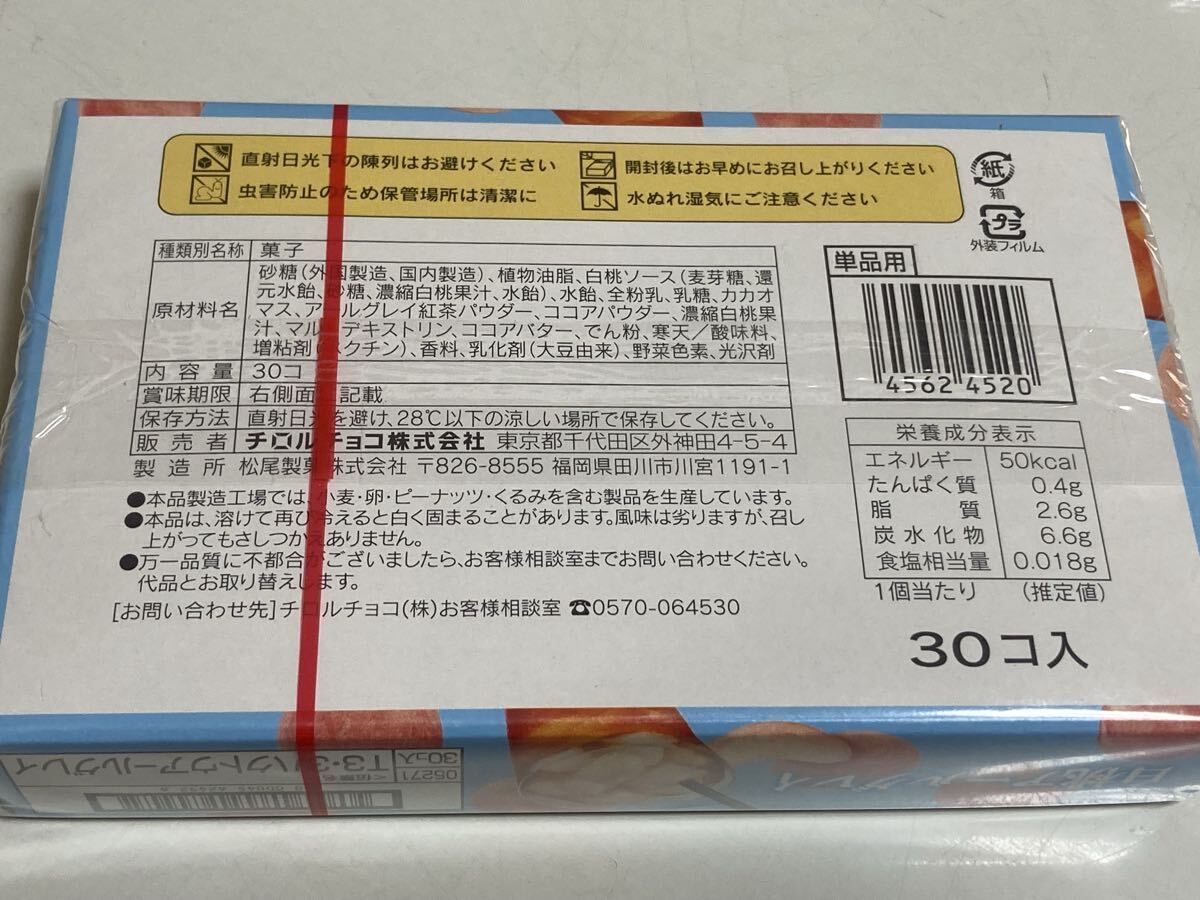 直射日光下の陳列はお避けください
開封後はお早めにお召し上がりください
虫害防止のため保管場所は清潔に
水ぬれ湿気にご注意ください
紙
箱
プラ
外装フィルム
種類別名称 菓子
原材料名
砂糖(外国製造、国内製造)、植物油脂、白桃ソース(麦芽糖、還
元水飴、砂糖、濃縮白桃果汁、水飴)、水飴、全粉乳、乳糖、カカオ
マス、アールグレイ紅茶パウダー、ココアパウダー、濃縮白桃果
汁、マルトデキストリン、ココアバター、でん粉、寒天/酸味料、
増粘剤(ペクチン)、香料、乳化剤(大豆由来)、野菜色素、光沢剤
内容量 30コ
賞味期限 右側面に記載
保存方法 直射日光を避け、28℃以下の涼しい場所で保存してください。
販売者 チロルチョコ株式会社 東京都千代田区外神田4-5-4
製造所 松尾製菓株式会社 〒826-8555 福岡県田川市川宮1191-1
●本品製造工場では、小麦・卵・ピーナッツ・くるみを含む製品を生産しています。
●本品は、溶けて再び冷えると白く固まることがあります。風味は劣りますが、召し
上がってもさしつかえありません。
●万一品質に不都合がございましたら、お客様相談室までお問い合わせください。
代品とお取り替えします。
[お問い合わせ先]チロルチョコ(株)お客様相談室 ☎0570-064530
単品用
4562 4520
栄養成分表示
エネルギー 50kcal
たんぱく質 0.4g
脂質 2.6g
炭水化物 6.6g
食塩相当量 0.018g
1個当たり (推定値)
30コ入
05271
30コ入
白桃アールグレイ